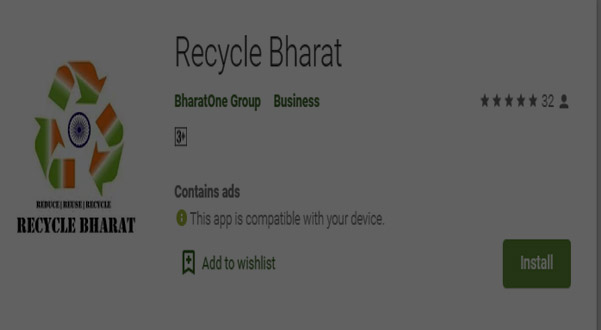 Recycle Bharat
BharatOne Group Business
32
3+
Contains ads
This app is compatible with your device.
Add to wishlist
Install
REDUCE | REUSE | RECYCLE
RECYCLE BHARAT